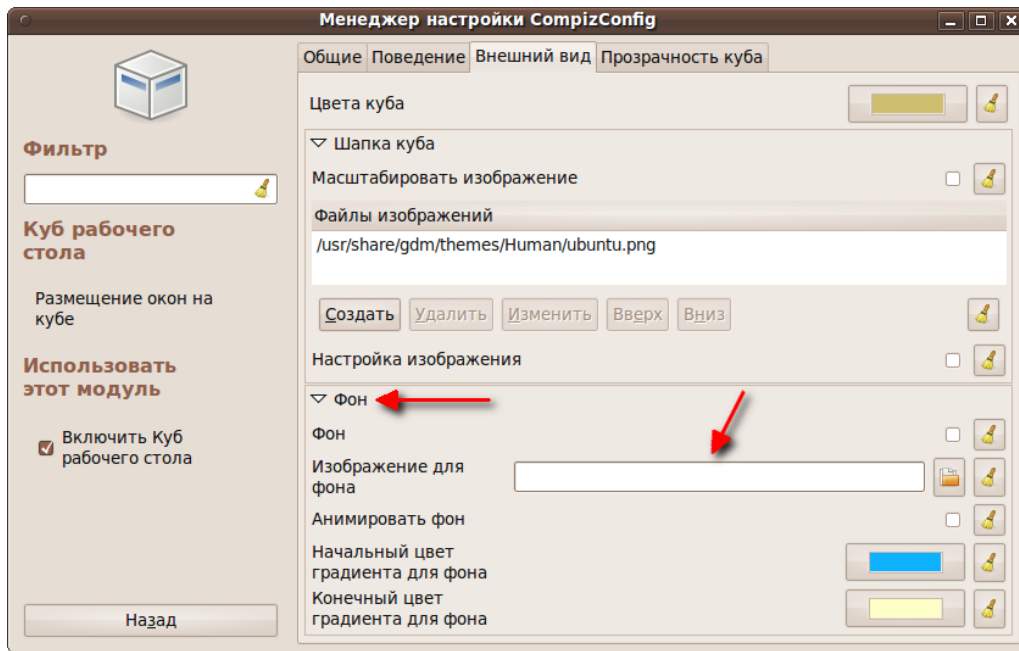 Менеджер настройки CompizConfig
Фильтр
Куб рабочего
стола
Размещение окон на
кубе
Использовать
этот модуль
Включить Куб
рабочего стола
Назад
Общие Поведение Внешний вид Прозрачность куба
Цвета куба
Шапка куба
Масштабировать изображение
Файлы изображений
/usr/share/gdm/themes/Human/ubuntu.png
Создать Удалить Изменить Вверх Вниз
Настройка изображения
Фон
Фон
Изображение для
фона
Анимировать фон
Начальный цвет
градиента для фона
Конечный цвет
градиента для фона